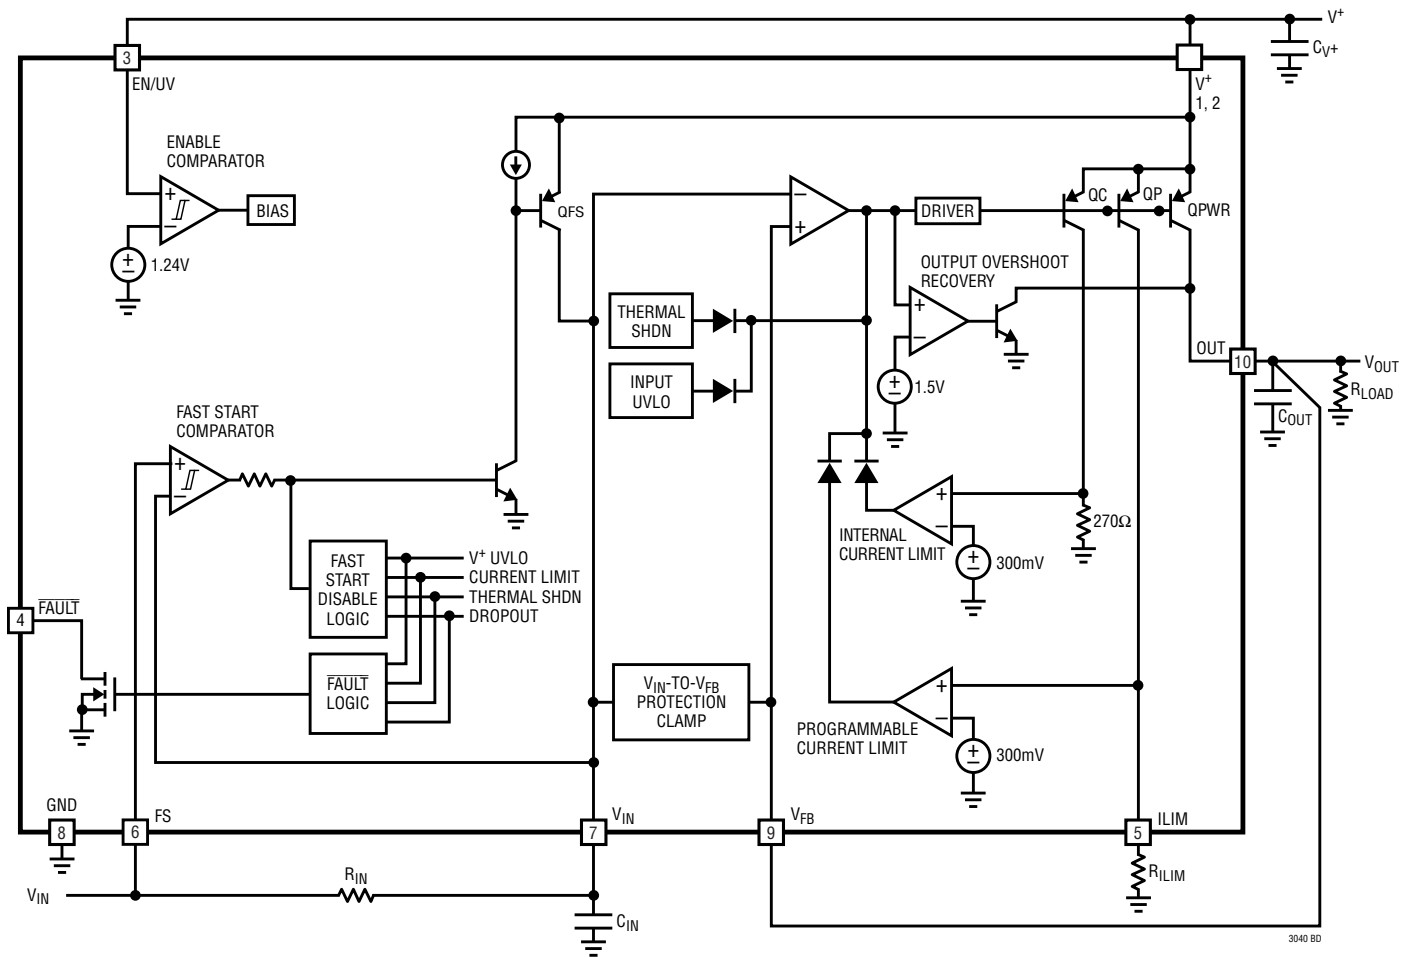 V+
CV+
3
EN/UV
V+
1, 2
ENABLE
COMPARATOR
+
−
BIAS
+
−
1.24V
QFS
−
+
DRIVER
QC
QP
QPWR
OUTPUT OVERSHOOT
RECOVERY
+
−
+
−
1.5V
THERMAL
SHDN
INPUT
UVLO
OUT
10
VOUT
RLOAD
COUT
FAST START
COMPARATOR
+
−
+
−
INTERNAL
CURRENT LIMIT
270Ω
+
−
300mV
FAST
START
DISABLE
LOGIC
V+ UVLO
CURRENT LIMIT
THERMAL SHDN
DROPOUT
4
FAULT
FAULT
LOGIC
VIN-TO-VFB
PROTECTION
CLAMP
+
−
PROGRAMMABLE
CURRENT LIMIT
+
−
300mV
GND
8
FS
6
VIN
7
VFB
9
ILIM
5
RILIM
VIN
RIN
CIN
3040 BD